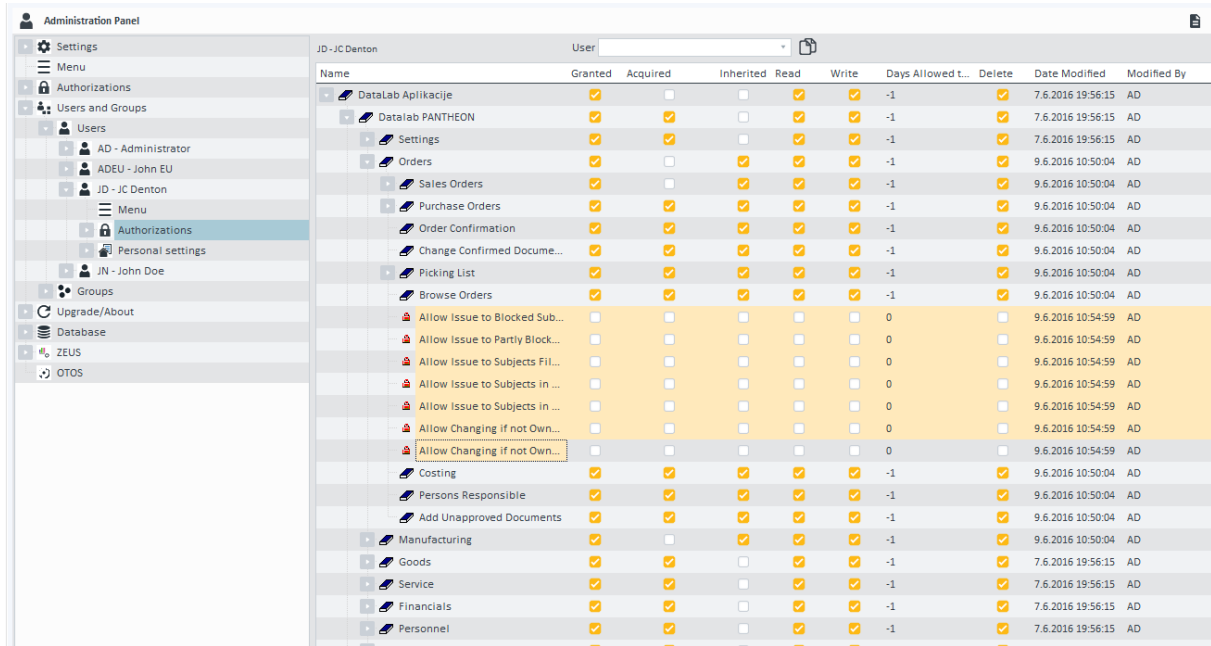 Administration Panel
Settings
Menu
Authorizations
Users and Groups
Users
AD - Administrator
ADEU - John EU
JD - JC Denton
Menu
Authorizations
Personal settings
JN - John Doe
Groups
Upgrade/About
Database
ZEUS
OTOS
JD - JC Denton User
Name Granted Acquired Inherited Read Write Days Allowed t... Delete Date Modified Modified By
DataLab Aplikacije -1 7.6.2016 19:56:15 AD
Datalab PANTHEON -1 7.6.2016 19:56:15 AD
Settings -1 7.6.2016 19:56:15 AD
Orders -1 9.6.2016 10:50:04 AD
Sales Orders -1 9.6.2016 10:50:04 AD
Purchase Orders -1 9.6.2016 10:50:04 AD
Order Confirmation -1 9.6.2016 10:50:04 AD
Change Confirmed Docume... -1 9.6.2016 10:50:04 AD
Picking List -1 9.6.2016 10:50:04 AD
Browse Orders -1 9.6.2016 10:50:04 AD
Allow Issue to Blocked Sub... 0 9.6.2016 10:54:59 AD
Allow Issue to Partly Block... 0 9.6.2016 10:54:59 AD
Allow Issue to Subjects Fil... 0 9.6.2016 10:54:59 AD
Allow Issue to Subjects in ... 0 9.6.2016 10:54:59 AD
Allow Issue to Subjects in ... 0 9.6.2016 10:54:59 AD
Allow Changing if not Own... 0 9.6.2016 10:54:59 AD
Allow Changing if not Own... 0 9.6.2016 10:54:59 AD
Costing -1 9.6.2016 10:50:04 AD
Persons Responsible -1 9.6.2016 10:50:04 AD
Add Unapproved Documents -1 9.6.2016 10:50:04 AD
Manufacturing -1 9.6.2016 10:50:04 AD
Goods -1 7.6.2016 19:56:15 AD
Service -1 7.6.2016 19:56:15 AD
Financials -1 7.6.2016 19:56:15 AD
Personnel -1 7.6.2016 19:56:15 AD